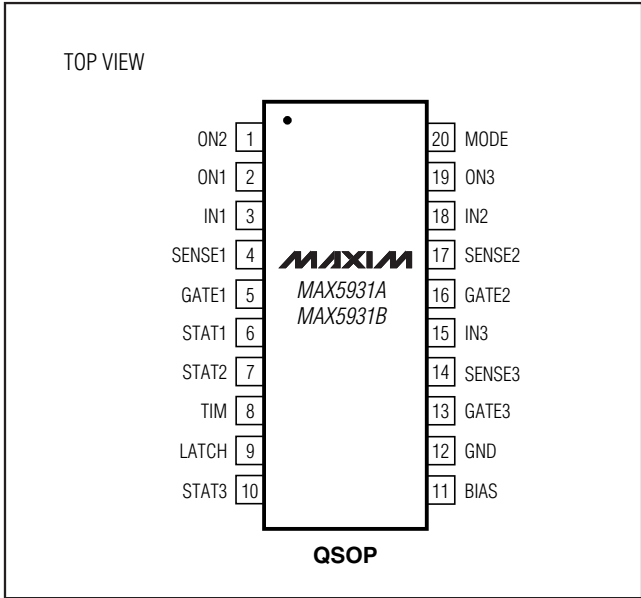 TOP VIEW
ON2 1 20 MODE
ON1 2 19 ON3
IN1 3 18 IN2
SENSE1 4 17 SENSE2
MAXIM
GATE1 5 MAX5931A 16 GATE2
MAX5931B
STAT1 6 15 IN3
STAT2 7 14 SENSE3
TIM 8 13 GATE3
LATCH 9 12 GND
STAT3 10 11 BIAS
QSOP